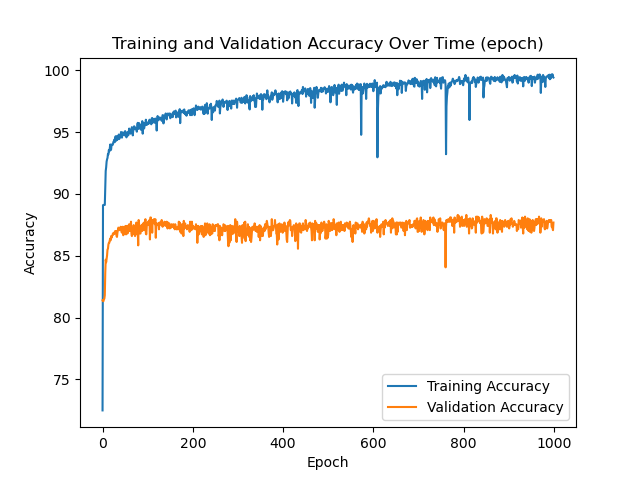 Training and Validation Accuracy Over Time (epoch)
100
95
90
85
80
75
Accuracy
0 200 400 600 800 1000
Epoch
Training Accuracy
Validation Accuracy